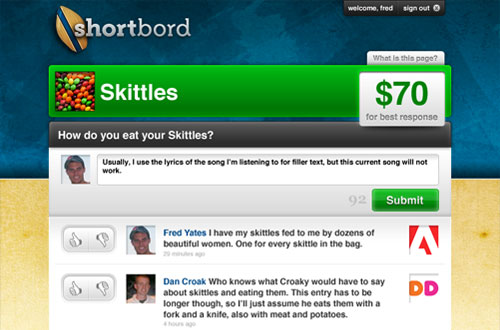 welcome, fred sign out
shortbord
What is this page?
Skittles
$70
for best response
How do you eat your Skittles?
Usually, I use the lyrics of the song I'm listening to for filler text, but this current song will not
work.
92 Submit
Fred Yates I have my skittles fed to me by dozens of
beautiful women. One for every skittle in the bag.
29 minutes ago
Dan Croak Who knows what Croaky would have to say
about skittles and eating them. This entry has to be
longer though, so I'll just assume he eats them with a
fork and a knife, also with meat and potatoes.
4 hours ago
DD